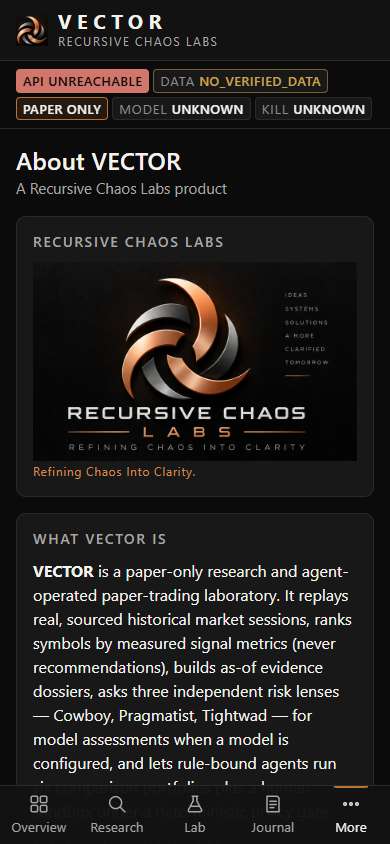 VECTOR
RECURSIVE CHAOS LABS
API UNREACHABLE
DATA NO_VERIFIED_DATA
PAPER ONLY
MODEL UNKNOWN
KILL UNKNOWN
About VECTOR
A Recursive Chaos Labs product
RECURSIVE CHAOS LABS
IDEAS
SYSTEMS
SOLUTIONS
A MORE
CLARIFIED
TOMORROW
RECURSIVE CHAOS
LABS
REFINING CHAOS INTO CLARITY
Refining Chaos Into Clarity.
WHAT VECTOR IS
VECTOR is a paper-only research and agent-
operated paper-trading laboratory. It replays
real, sourced historical market sessions, ranks
symbols by measured signal metrics (never
recommendations), builds as-of evidence
dossiers, asks three independent risk lenses
— Cowboy, Pragmatist, Tightwad — for
model assessments when a model is
configured, and lets rule-bound agents run
Overview
Research
Lab
Journal
More